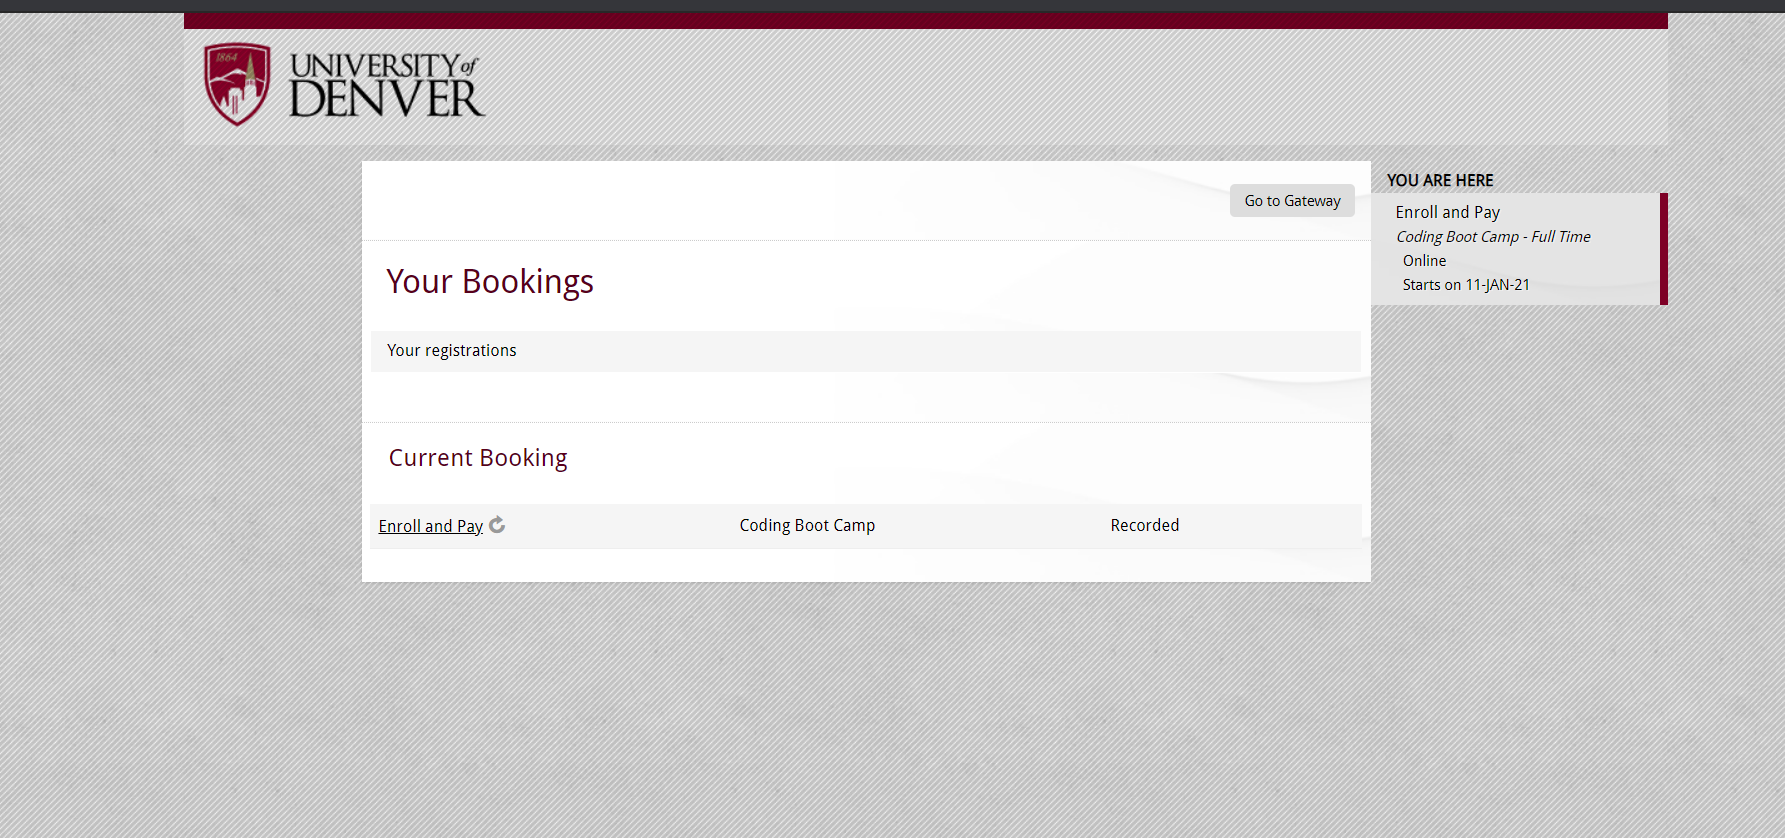 1864
UNIVERSITY of
DENVER
Go to Gateway
YOU ARE HERE
Enroll and Pay
Coding Boot Camp - Full Time
Online
Starts on 11-JAN-21
Your Bookings
Your registrations
Current Booking
Enroll and Pay Coding Boot Camp Recorded